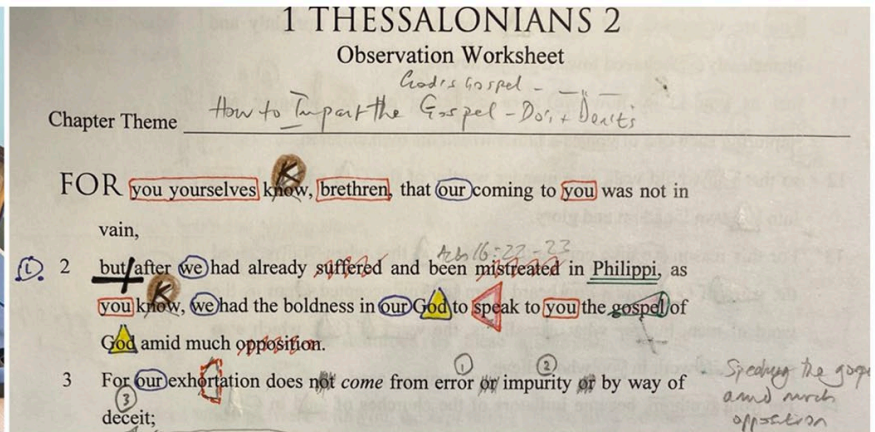 1 THESSALONIANS 2
Observation Worksheet
God's Gospel -
Chapter Theme How to Impart the Gospel - Do's + Don'ts
K
FOR you yourselves know, brethren, that our coming to you was not in
vain,
Acts 16:22-23
① 2 but after we had already suffered and been mistreated in Philippi, as
K
you know, we had the boldness in our God to speak to you the gospel of
God amid much opposition.
① ②
3 For our exhortation does not come from error or impurity or by way of
③
deceit;
Speaking the
amid much
opposition